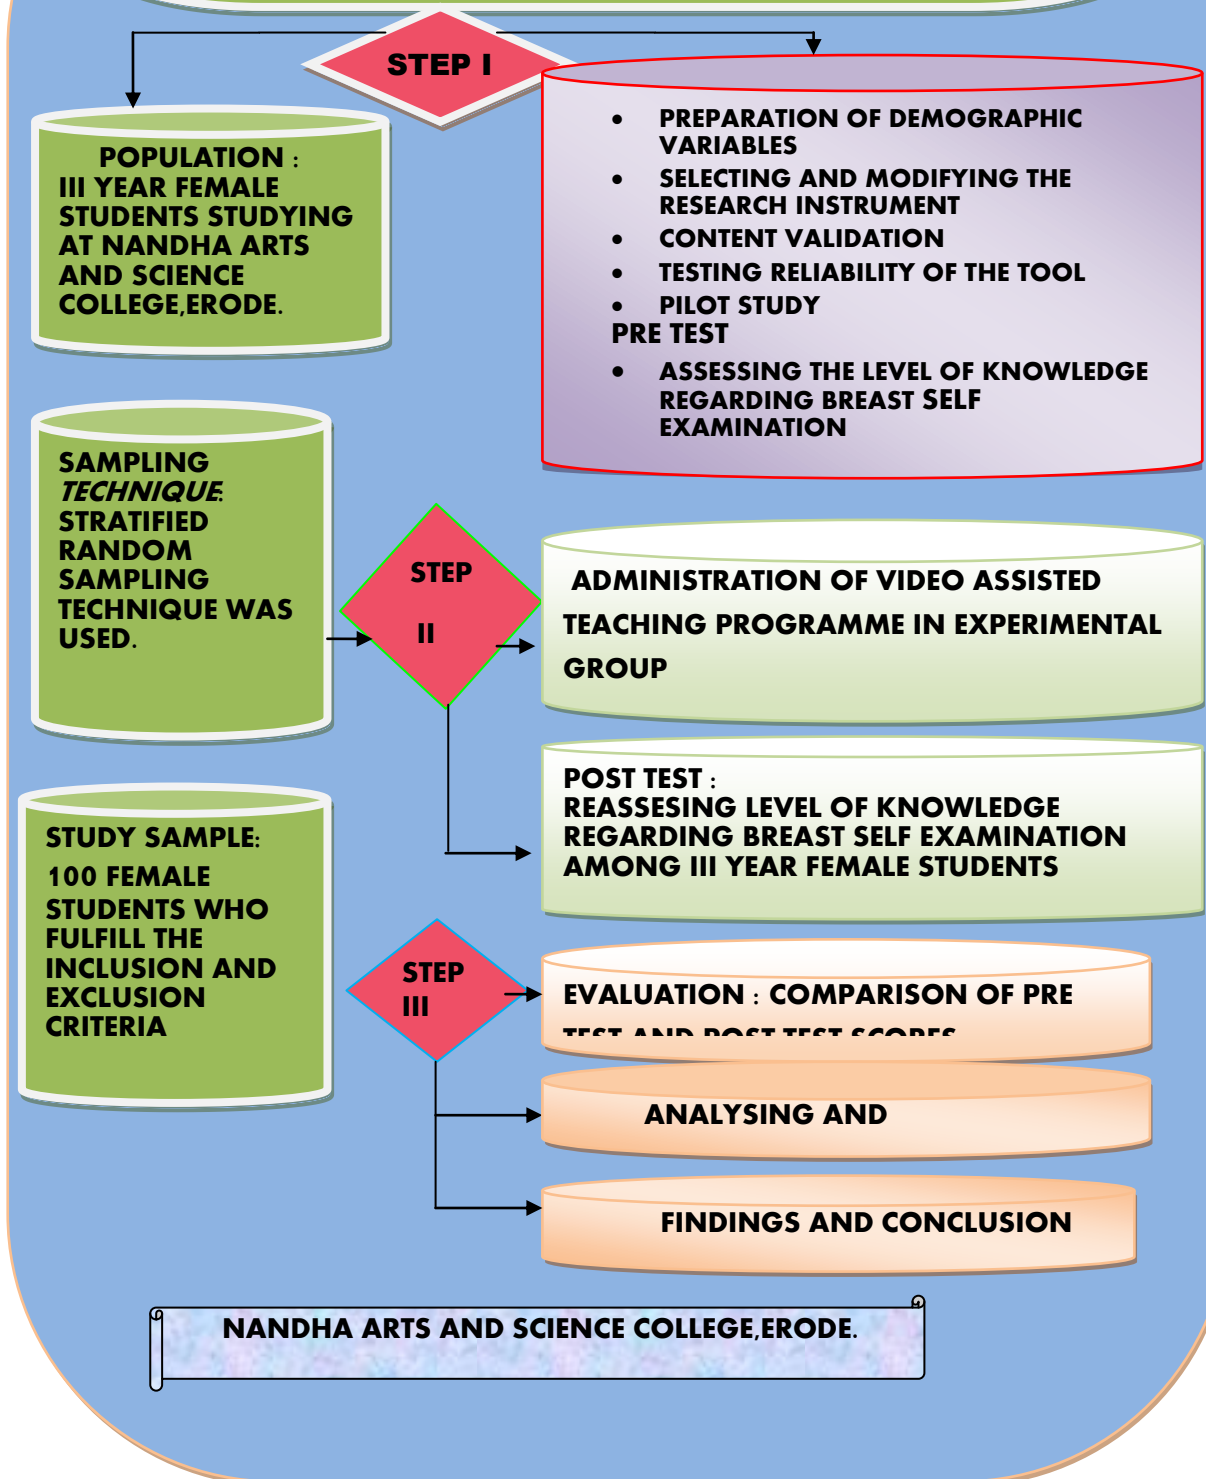 STEP I
POPULATION :
III YEAR FEMALE
STUDENTS STUDYING
AT NANDHA ARTS
AND SCIENCE
COLLEGE,ERODE.
• PREPARATION OF DEMOGRAPHIC
VARIABLES
• SELECTING AND MODIFYING THE
RESEARCH INSTRUMENT
• CONTENT VALIDATION
• TESTING RELIABILITY OF THE TOOL
• PILOT STUDY
PRE TEST
• ASSESSING THE LEVEL OF KNOWLEDGE
REGARDING BREAST SELF
EXAMINATION
SAMPLING
TECHNIQUE:
STRATIFIED
RANDOM
SAMPLING
TECHNIQUE WAS
USED.
STEP
II
ADMINISTRATION OF VIDEO ASSISTED
TEACHING PROGRAMME IN EXPERIMENTAL
GROUP
POST TEST :
REASSESING LEVEL OF KNOWLEDGE
REGARDING BREAST SELF EXAMINATION
AMONG III YEAR FEMALE STUDENTS
STUDY SAMPLE:
100 FEMALE
STUDENTS WHO
FULFILL THE
INCLUSION AND
EXCLUSION
CRITERIA
STEP
III
EVALUATION : COMPARISON OF PRE
TEST AND POST TEST SCORES
ANALYSING AND
FINDINGS AND CONCLUSION
NANDHA ARTS AND SCIENCE COLLEGE,ERODE.